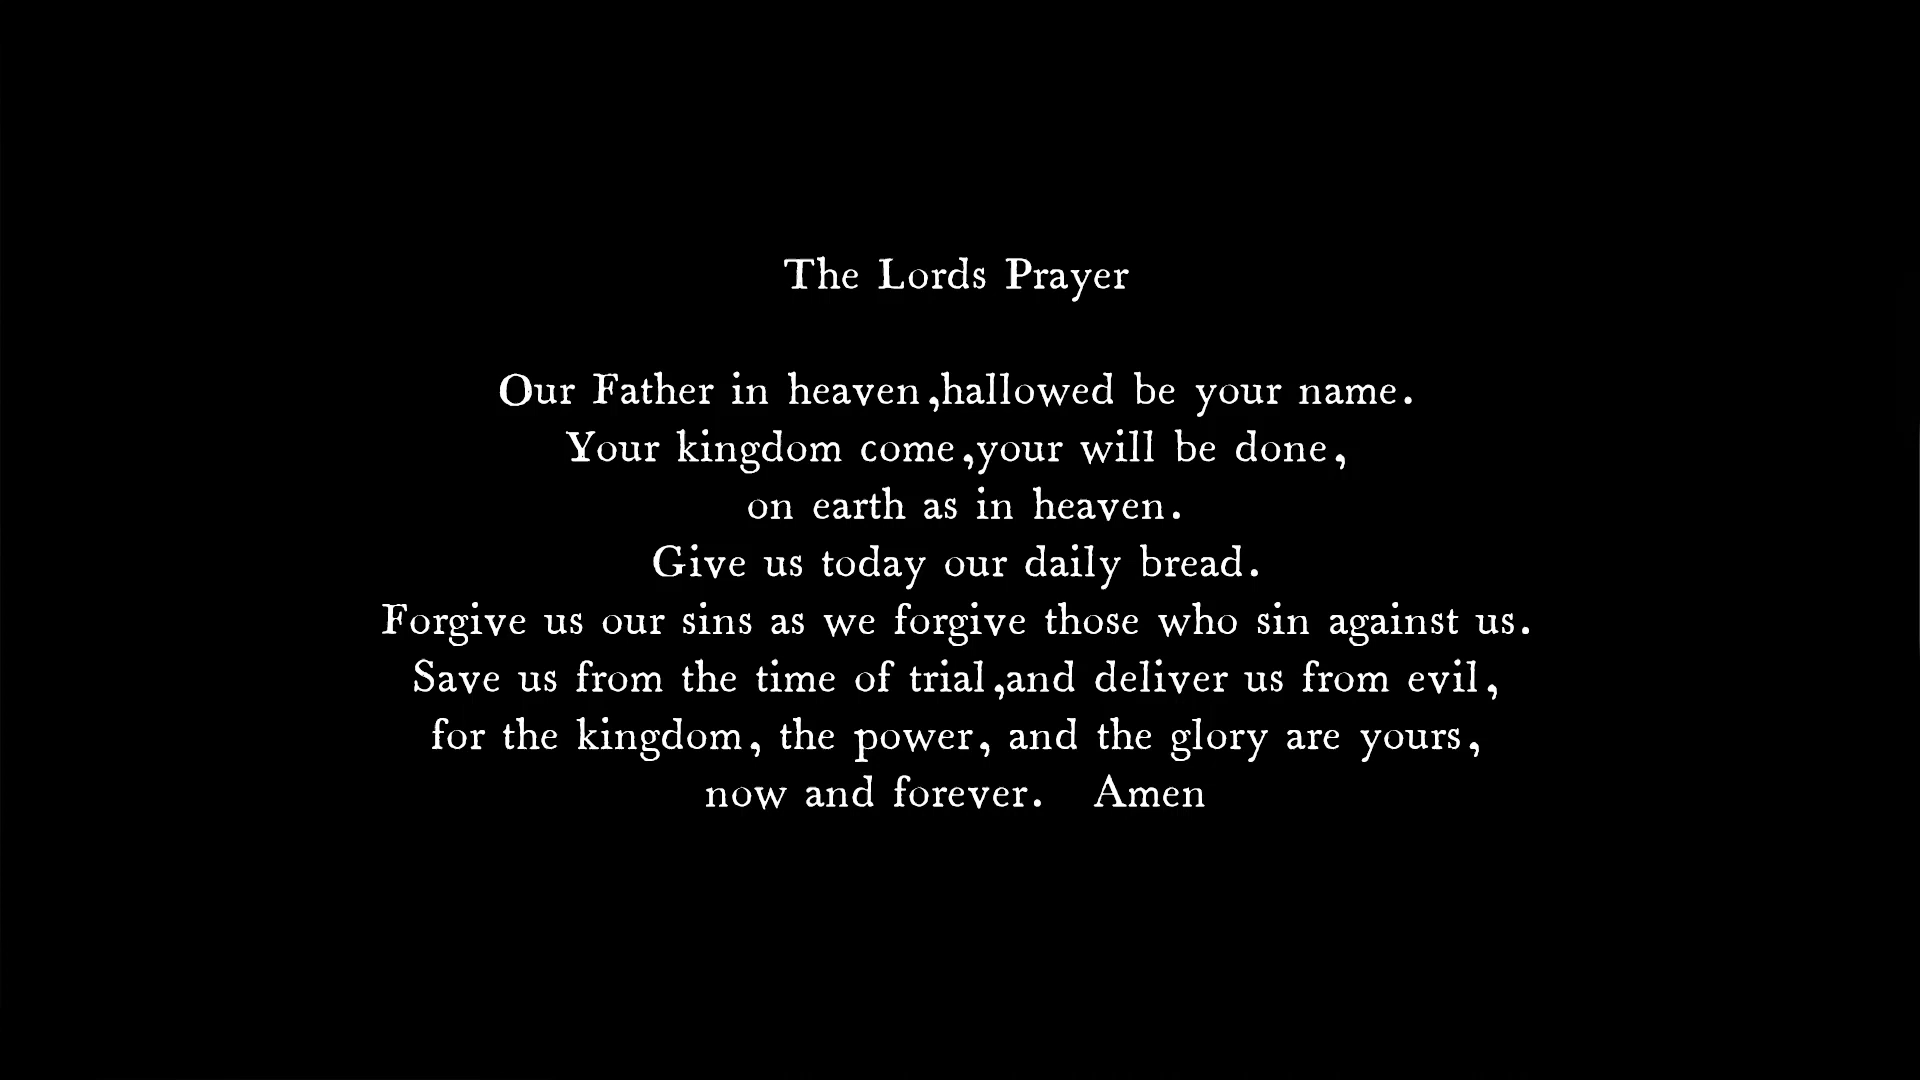 The Lords Prayer
Our Father in heaven,hallowed be your name.
Your kingdom come,your will be done,
on earth as in heaven.
Give us today our daily bread.
Forgive us our sins as we forgive those who sin against us.
Save us from the time of trial,and deliver us from evil,
for the kingdom, the power, and the glory are yours,
now and forever. Amen